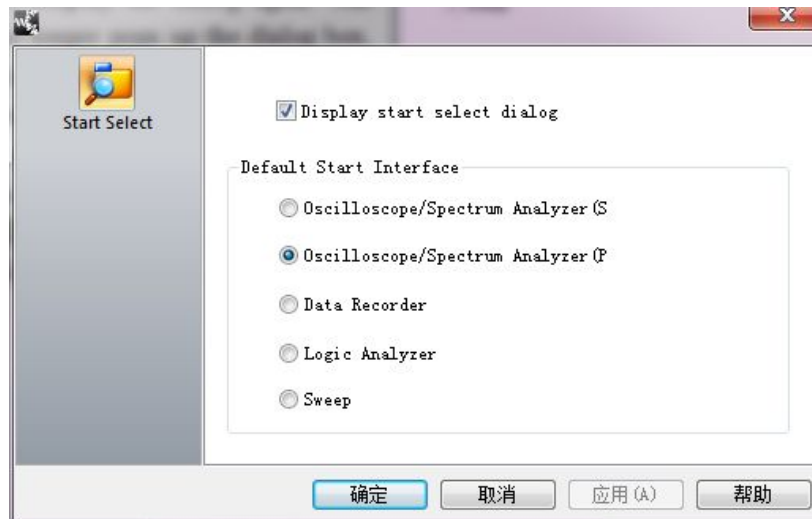 Start Select
Display start select dialog
Default Start Interface
Oscilloscope/Spectrum Analyzer(S
Oscilloscope/Spectrum Analyzer(P
Data Recorder
Logic Analyzer
Sweep
确定 取消 应用(A) 帮助